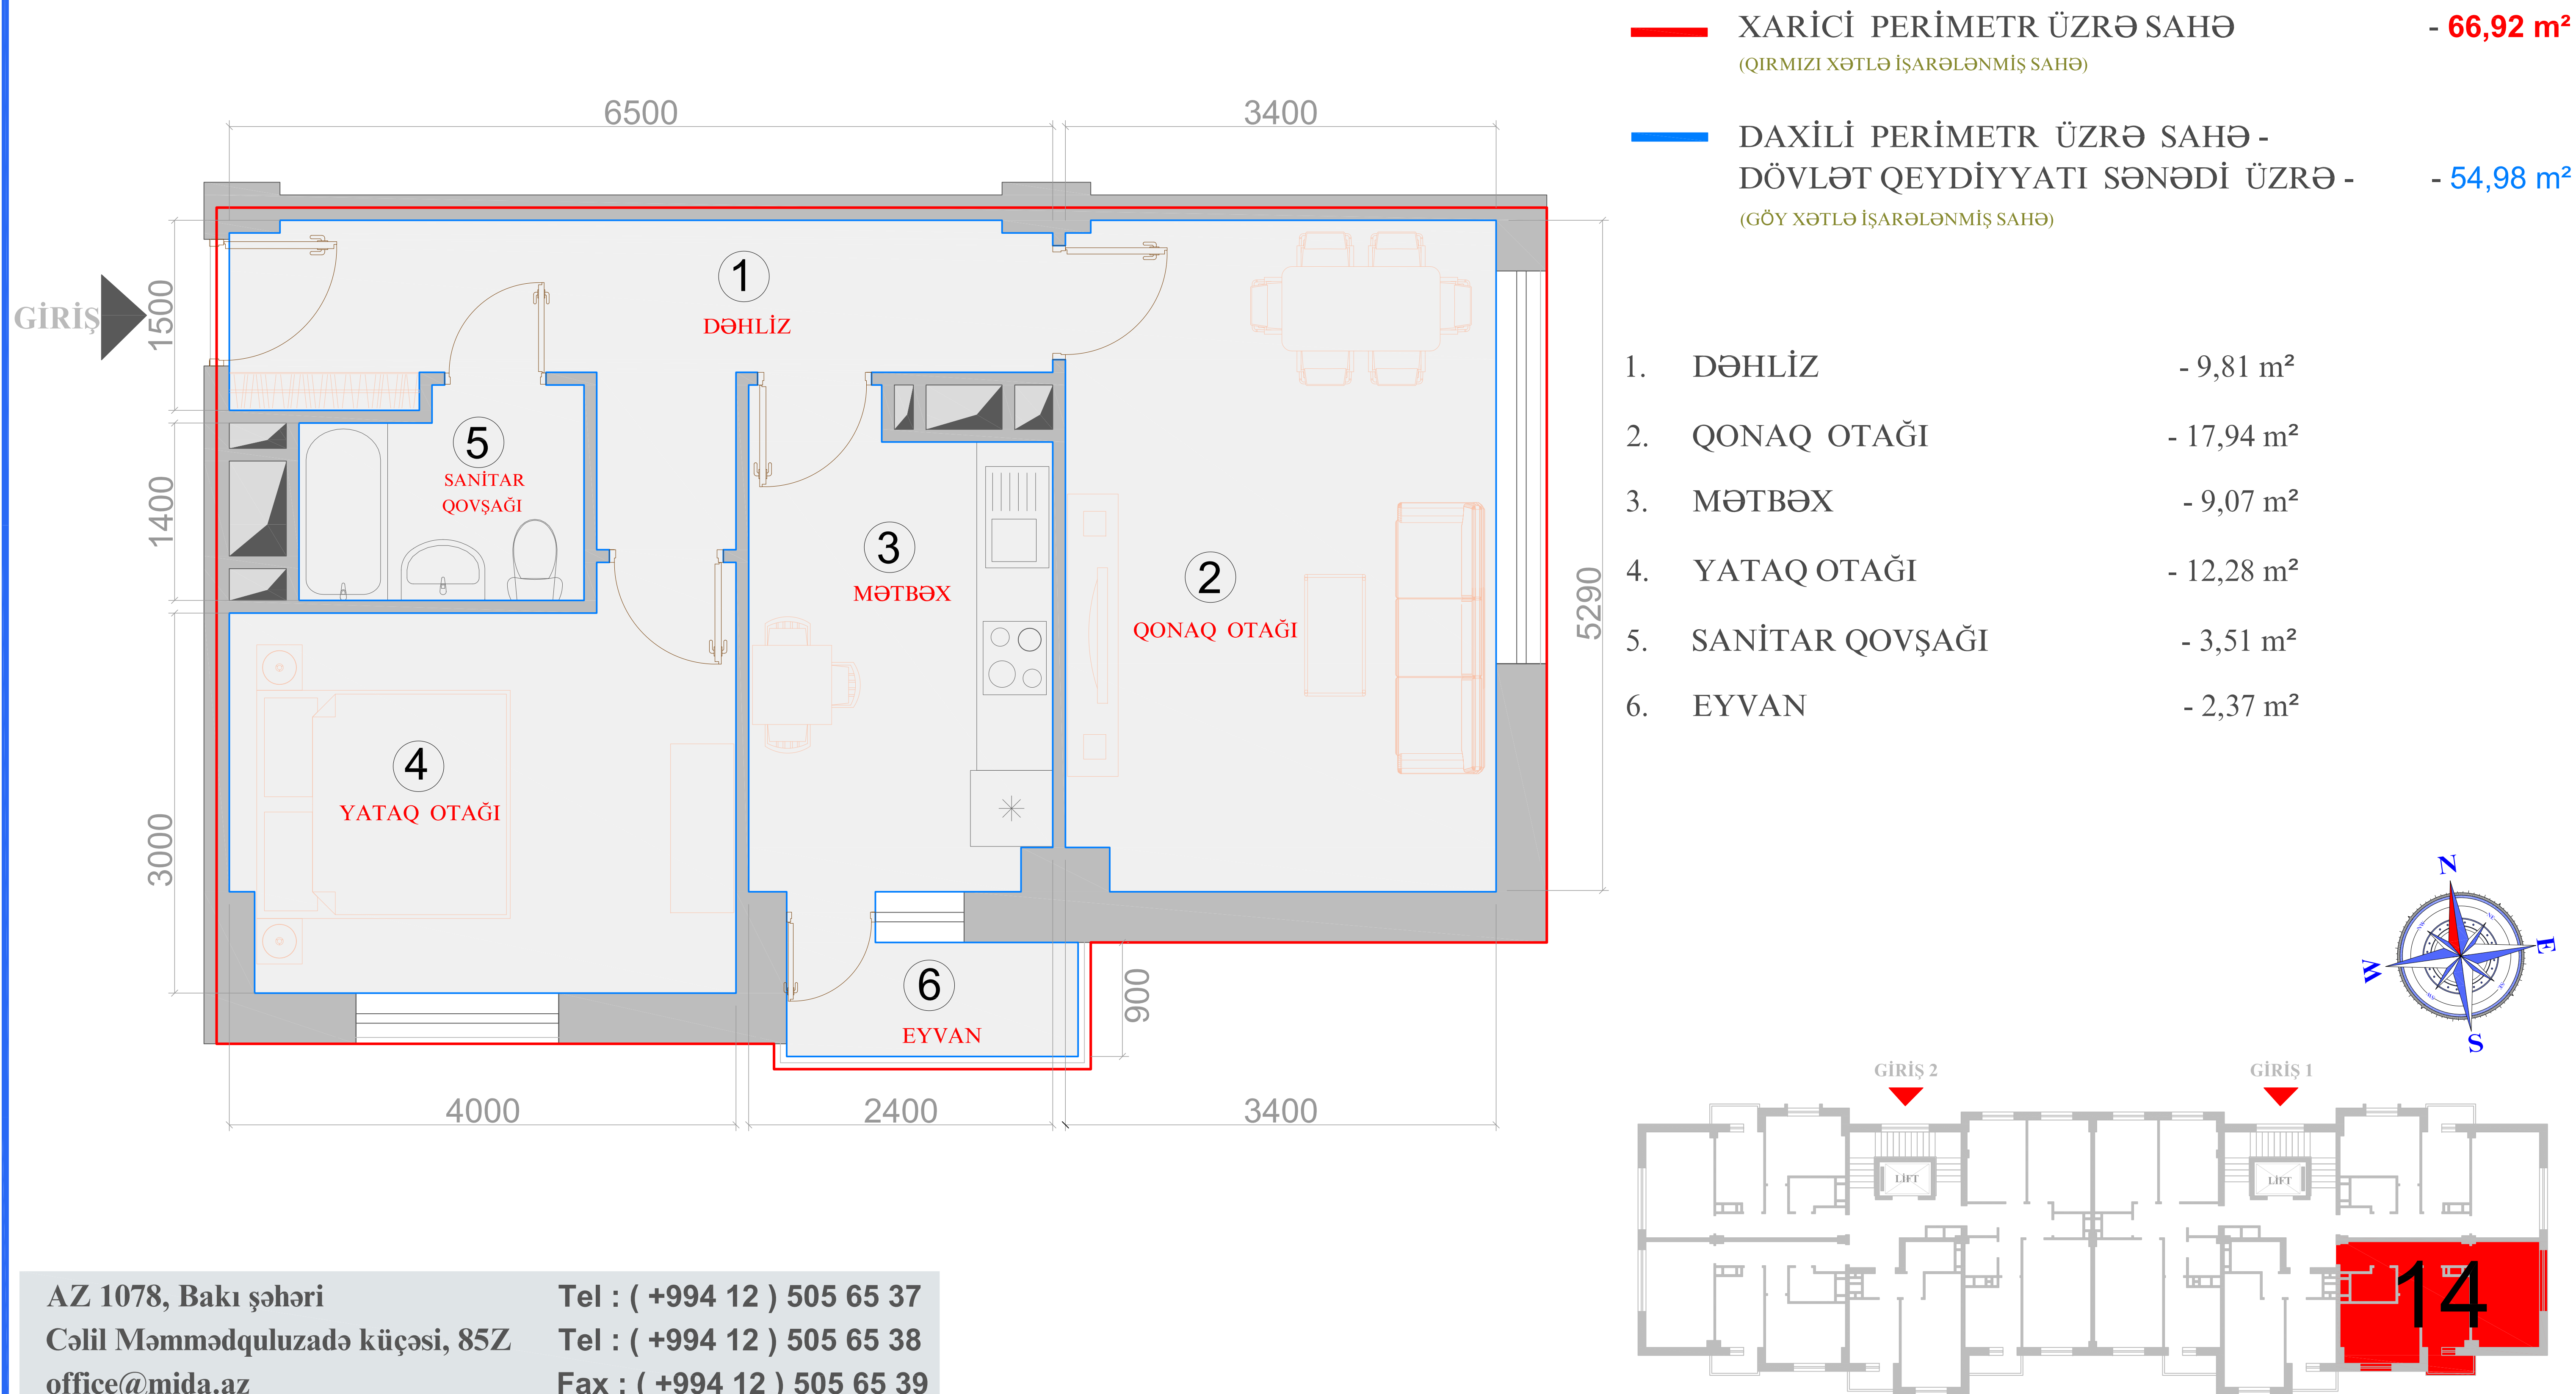 XARİCİ PERİMETR ÜZRƏ SAHƏ - 66,92 m²
(QIRMIZI XƏTLƏ İŞARƏLƏNMİŞ SAHƏ)
DAXİLİ PERİMETR ÜZRƏ SAHƏ -
DÖVLƏT QEYDİYYATI SƏNƏDİ ÜZRƏ - - 54,98 m²
(GÖY XƏTLƏ İŞARƏLƏNMİŞ SAHƏ)
6500
3400
GİRİŞ
1500
1400
3000
5290
900
4000
2400
3400
1
DƏHLİZ
5
SANİTAR
QOVŞAĞI
3
MƏTBƏX
2
QONAQ OTAĞI
4
YATAQ OTAĞI
6
EYVAN
1. DƏHLİZ - 9,81 m²
2. QONAQ OTAĞI - 17,94 m²
3. MƏTBƏX - 9,07 m²
4. YATAQ OTAĞI - 12,28 m²
5. SANİTAR QOVŞAĞI - 3,51 m²
6. EYVAN - 2,37 m²
N
E
W
S
GİRİŞ 2
GİRİŞ 1
LİFT
LİFT
14
AZ 1078, Bakı şəhəri
Cəlil Məmmədquluzadə küçəsi, 85Z
office@mida.az
Tel : ( +994 12 ) 505 65 37
Tel : ( +994 12 ) 505 65 38
Fax : ( +994 12 ) 505 65 39